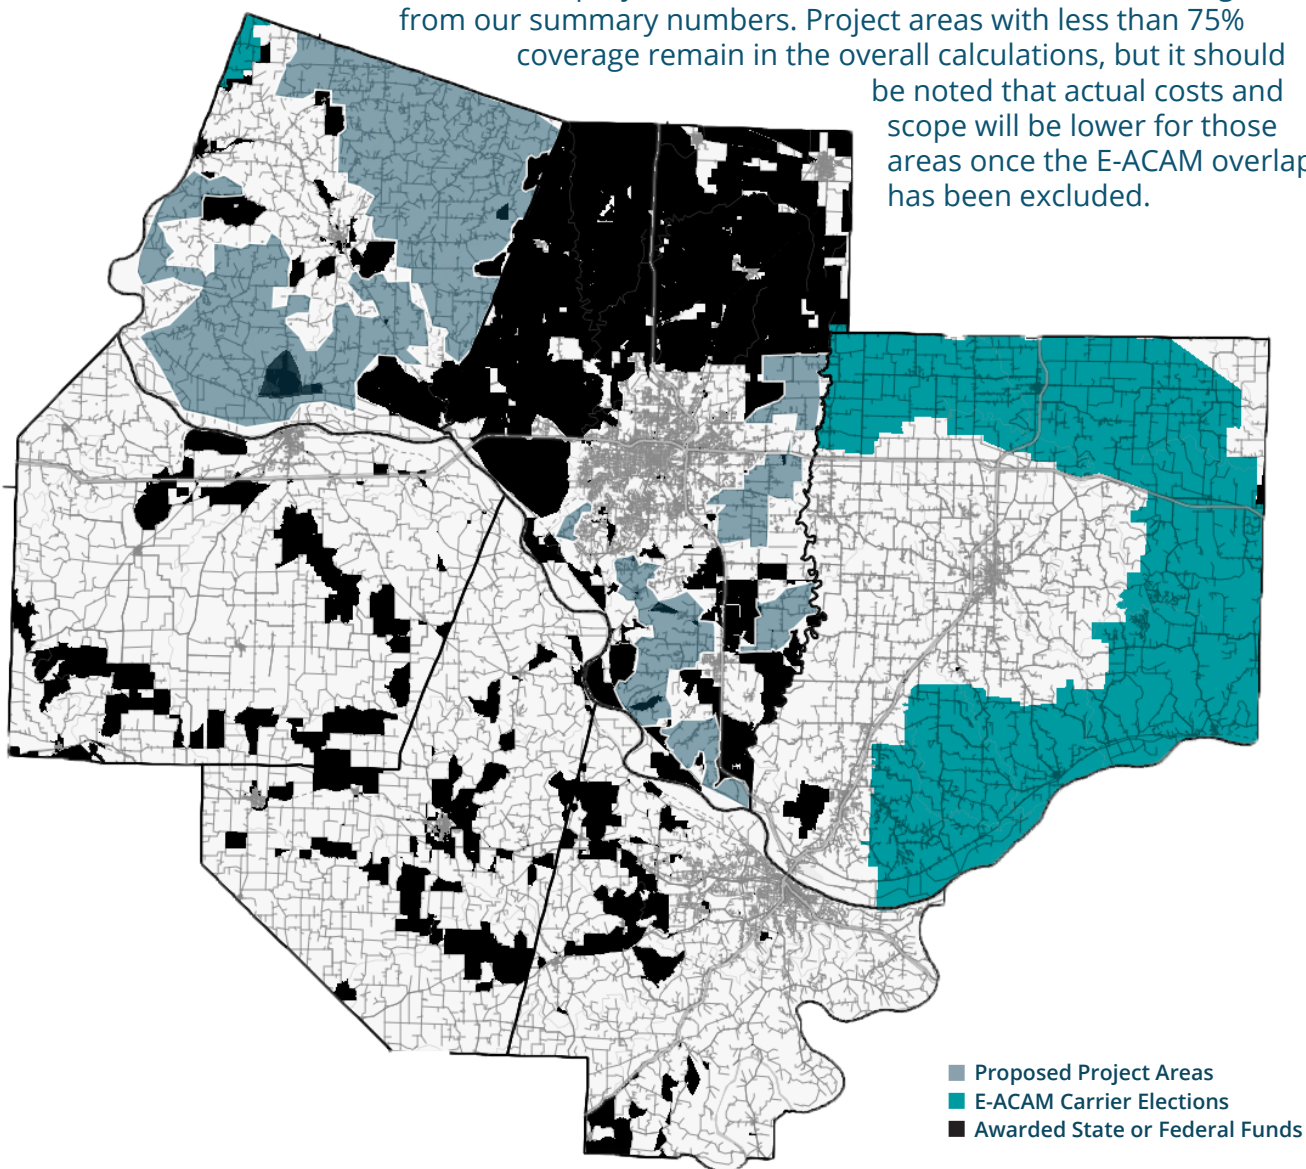 from our summary numbers. Project areas with less than 75%
coverage remain in the overall calculations, but it should
be noted that actual costs and
scope will be lower for those
areas once the E-ACAM overlap
has been excluded.
Proposed Project Areas
E-ACAM Carrier Elections
Awarded State or Federal Funds